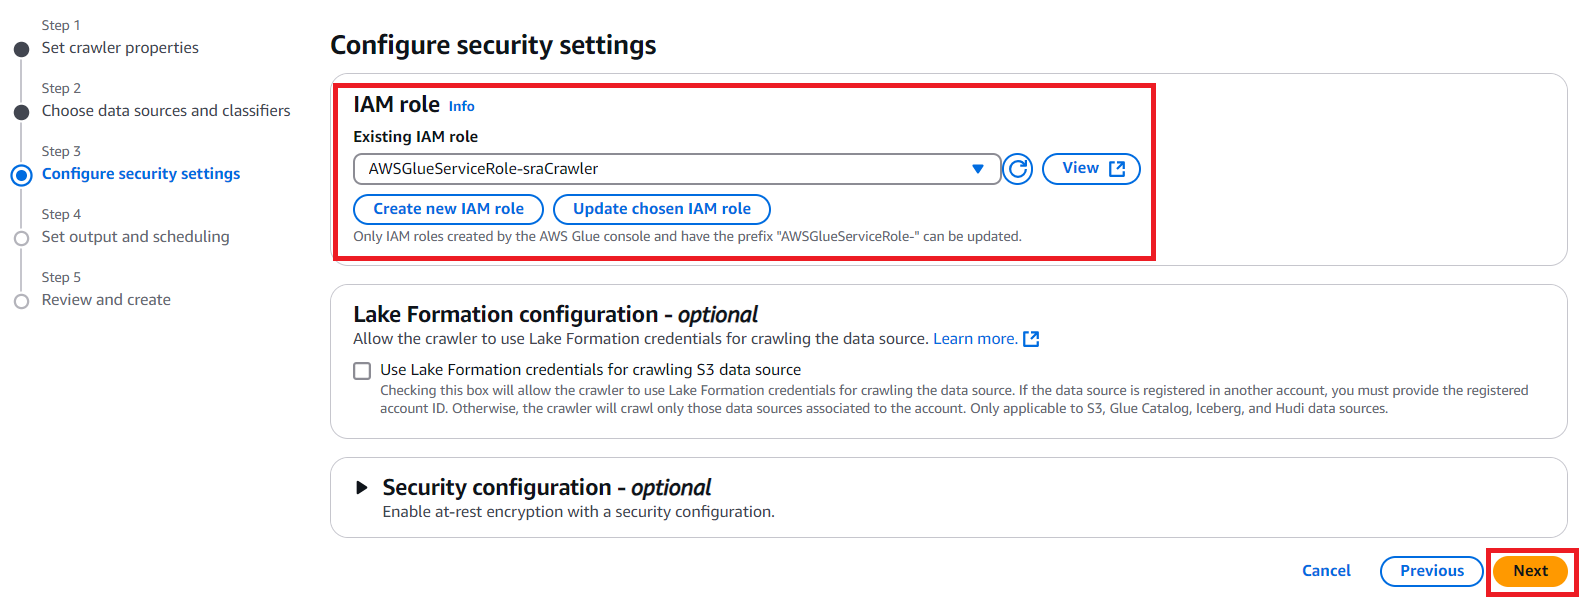 Step 1
Set crawler properties
Step 2
Choose data sources and classifiers
Step 3
Configure security settings
Step 4
Set output and scheduling
Step 5
Review and create
Configure security settings
IAM role Info
Existing IAM role
AWSGlueServiceRole-sraCrawler
View
Create new IAM role Update chosen IAM role
Only IAM roles created by the AWS Glue console and have the prefix "AWSGlueServiceRole-" can be updated.
Lake Formation configuration - optional
Allow the crawler to use Lake Formation credentials for crawling the data source. Learn more.
Use Lake Formation credentials for crawling S3 data source
Checking this box will allow the crawler to use Lake Formation credentials for crawling the data source. If the data source is registered in another account, you must provide the registered
account ID. Otherwise, the crawler will crawl only those data sources associated to the account. Only applicable to S3, Glue Catalog, Iceberg, and Hudi data sources.
Security configuration - optional
Enable at-rest encryption with a security configuration.
Cancel Previous Next